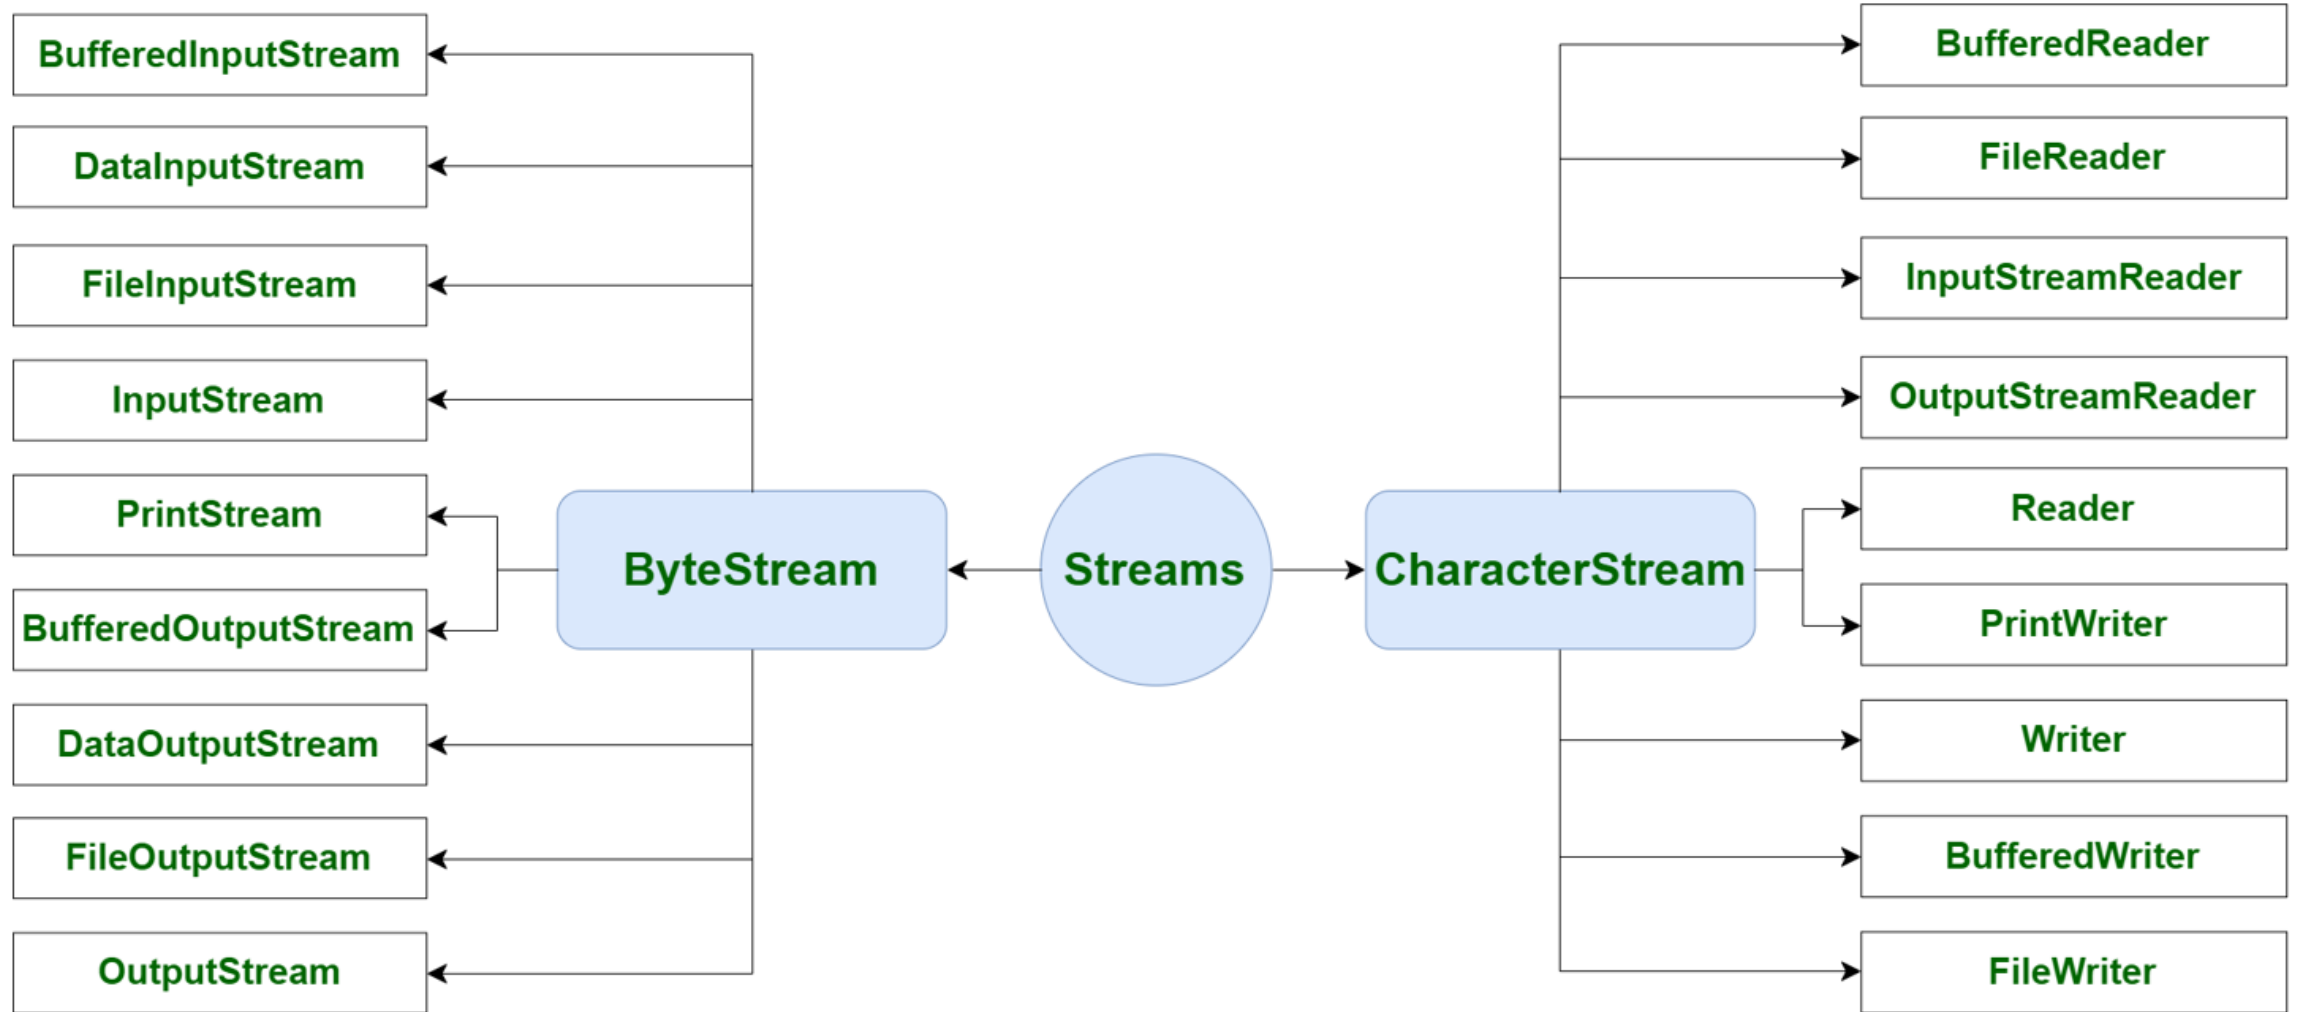 BufferedInputStream
DataInputStream
FileInputStream
InputStream
PrintStream
BufferedOutputStream
DataOutputStream
FileOutputStream
OutputStream
ByteStream
Streams
CharacterStream
BufferedReader
FileReader
InputStreamReader
OutputStreamReader
Reader
PrintWriter
Writer
BufferedWriter
FileWriter